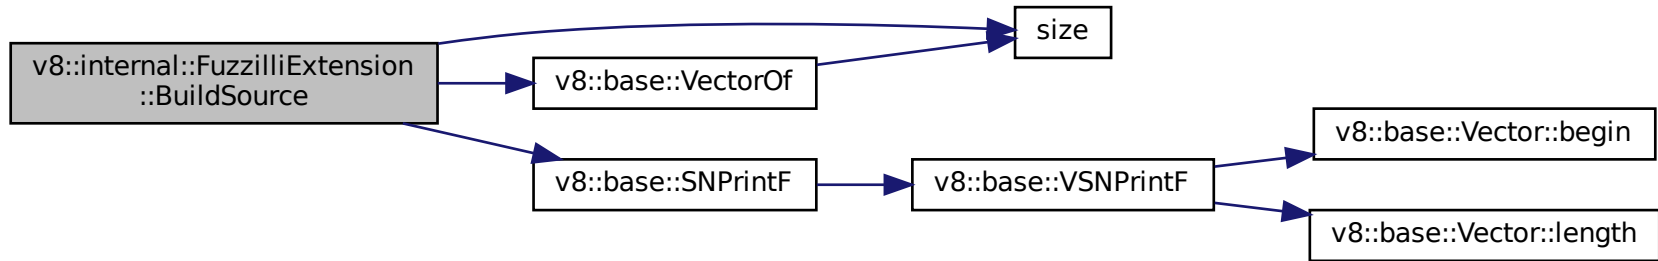 v8::internal::FuzzilliExtension
::BuildSource
size
v8::base::VectorOf
v8::base::SNPrintF
v8::base::VSNPrintF
v8::base::Vector::begin
v8::base::Vector::length